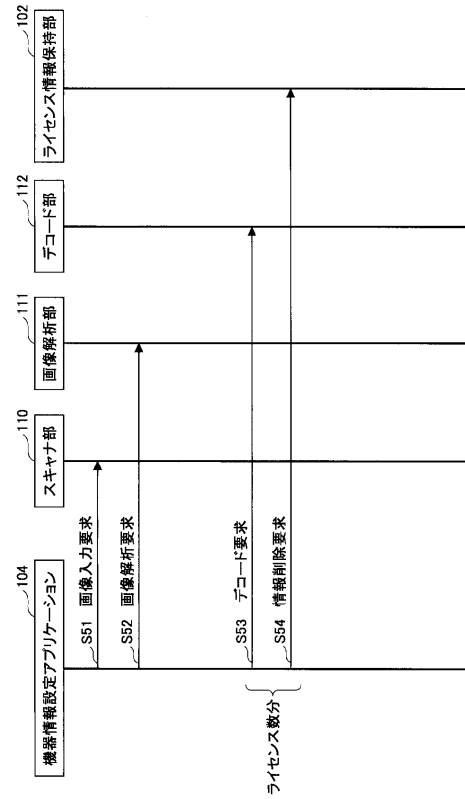 104
機器情報設定アプリケーション
110
スキャナ部
111
画像解析部
112
デコード部
102
ライセンス情報保持部
S51 画像入力要求
S52 画像解析要求
S53 デコード要求
S54 情報削除要求
ライセンス数分